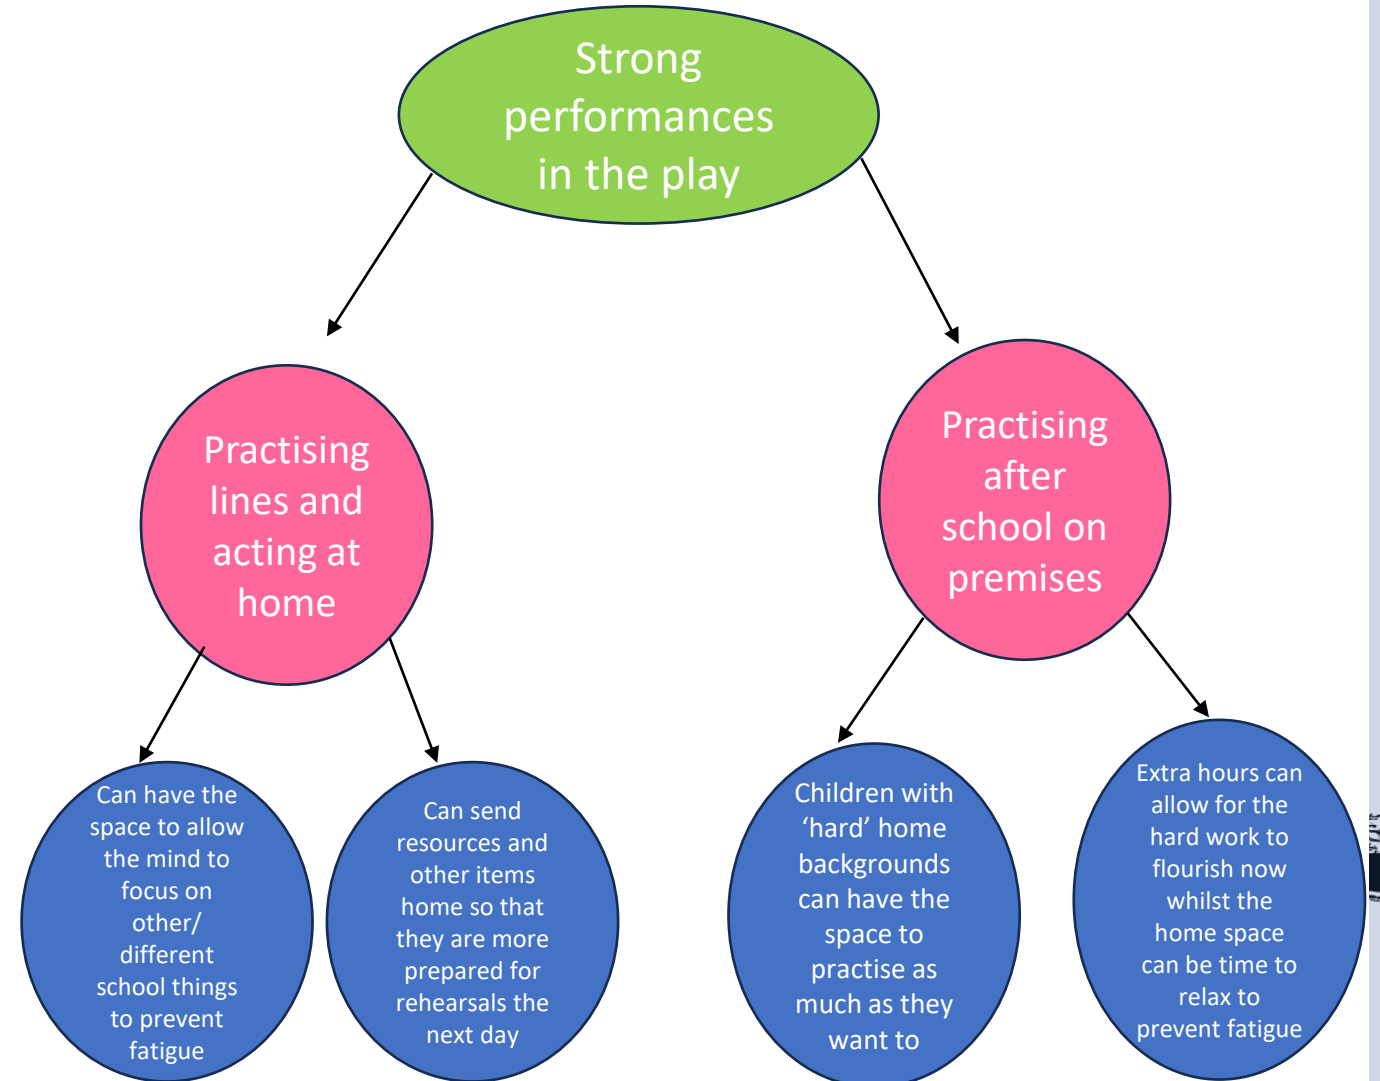 Strong
performances
in the play
Practising
lines and
acting at
home
Practising
after
school on
premises
Can have the
space to allow
the mind to
focus on
other/
different
school things
to prevent
fatigue
Can send
resources and
other items
home so that
they are more
prepared for
rehearsals the
next day
Children with
‘hard’ home
backgrounds
can have the
space to
practise as
much as they
want to
Extra hours can
allow for the
hard work to
flourish now
whilst the
home space
can be time to
relax to
prevent fatigue